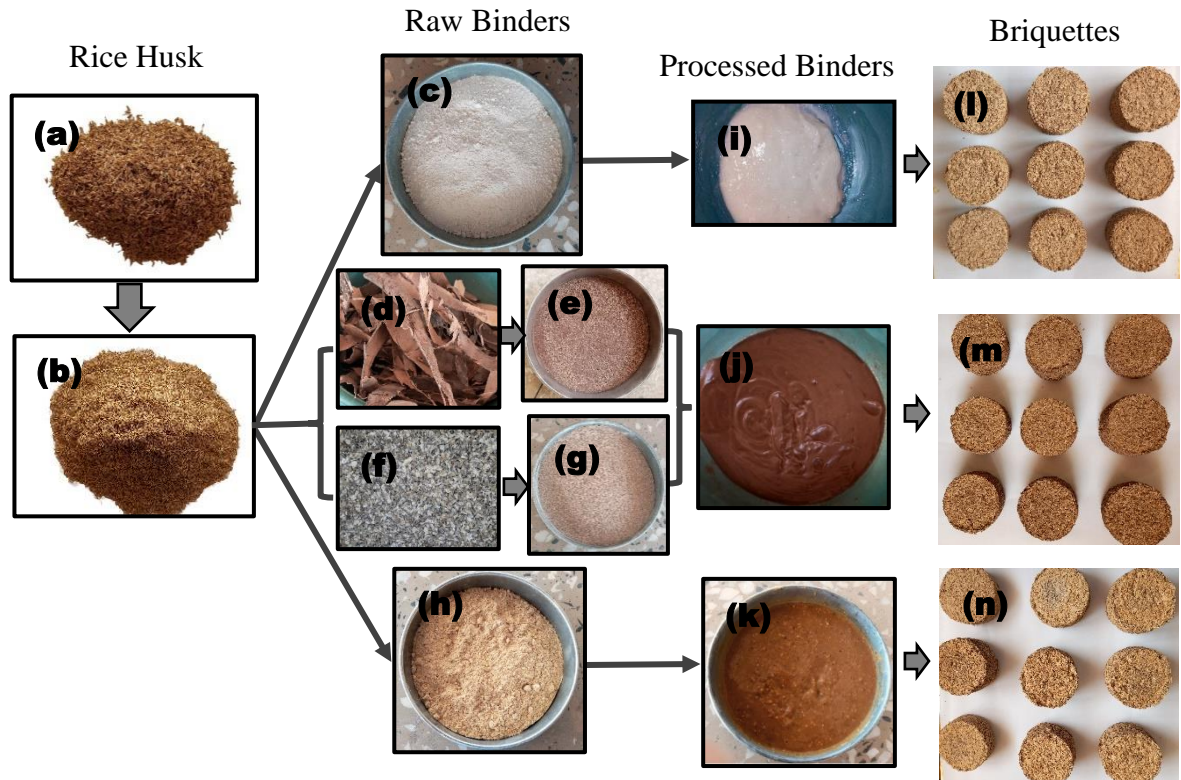 Rice Husk
Raw Binders
Processed Binders
Briquettes
(a)
(b)
(c)
(d)
(e)
(f)
(g)
(h)
(i)
(j)
(k)
(l)
(m
(n)